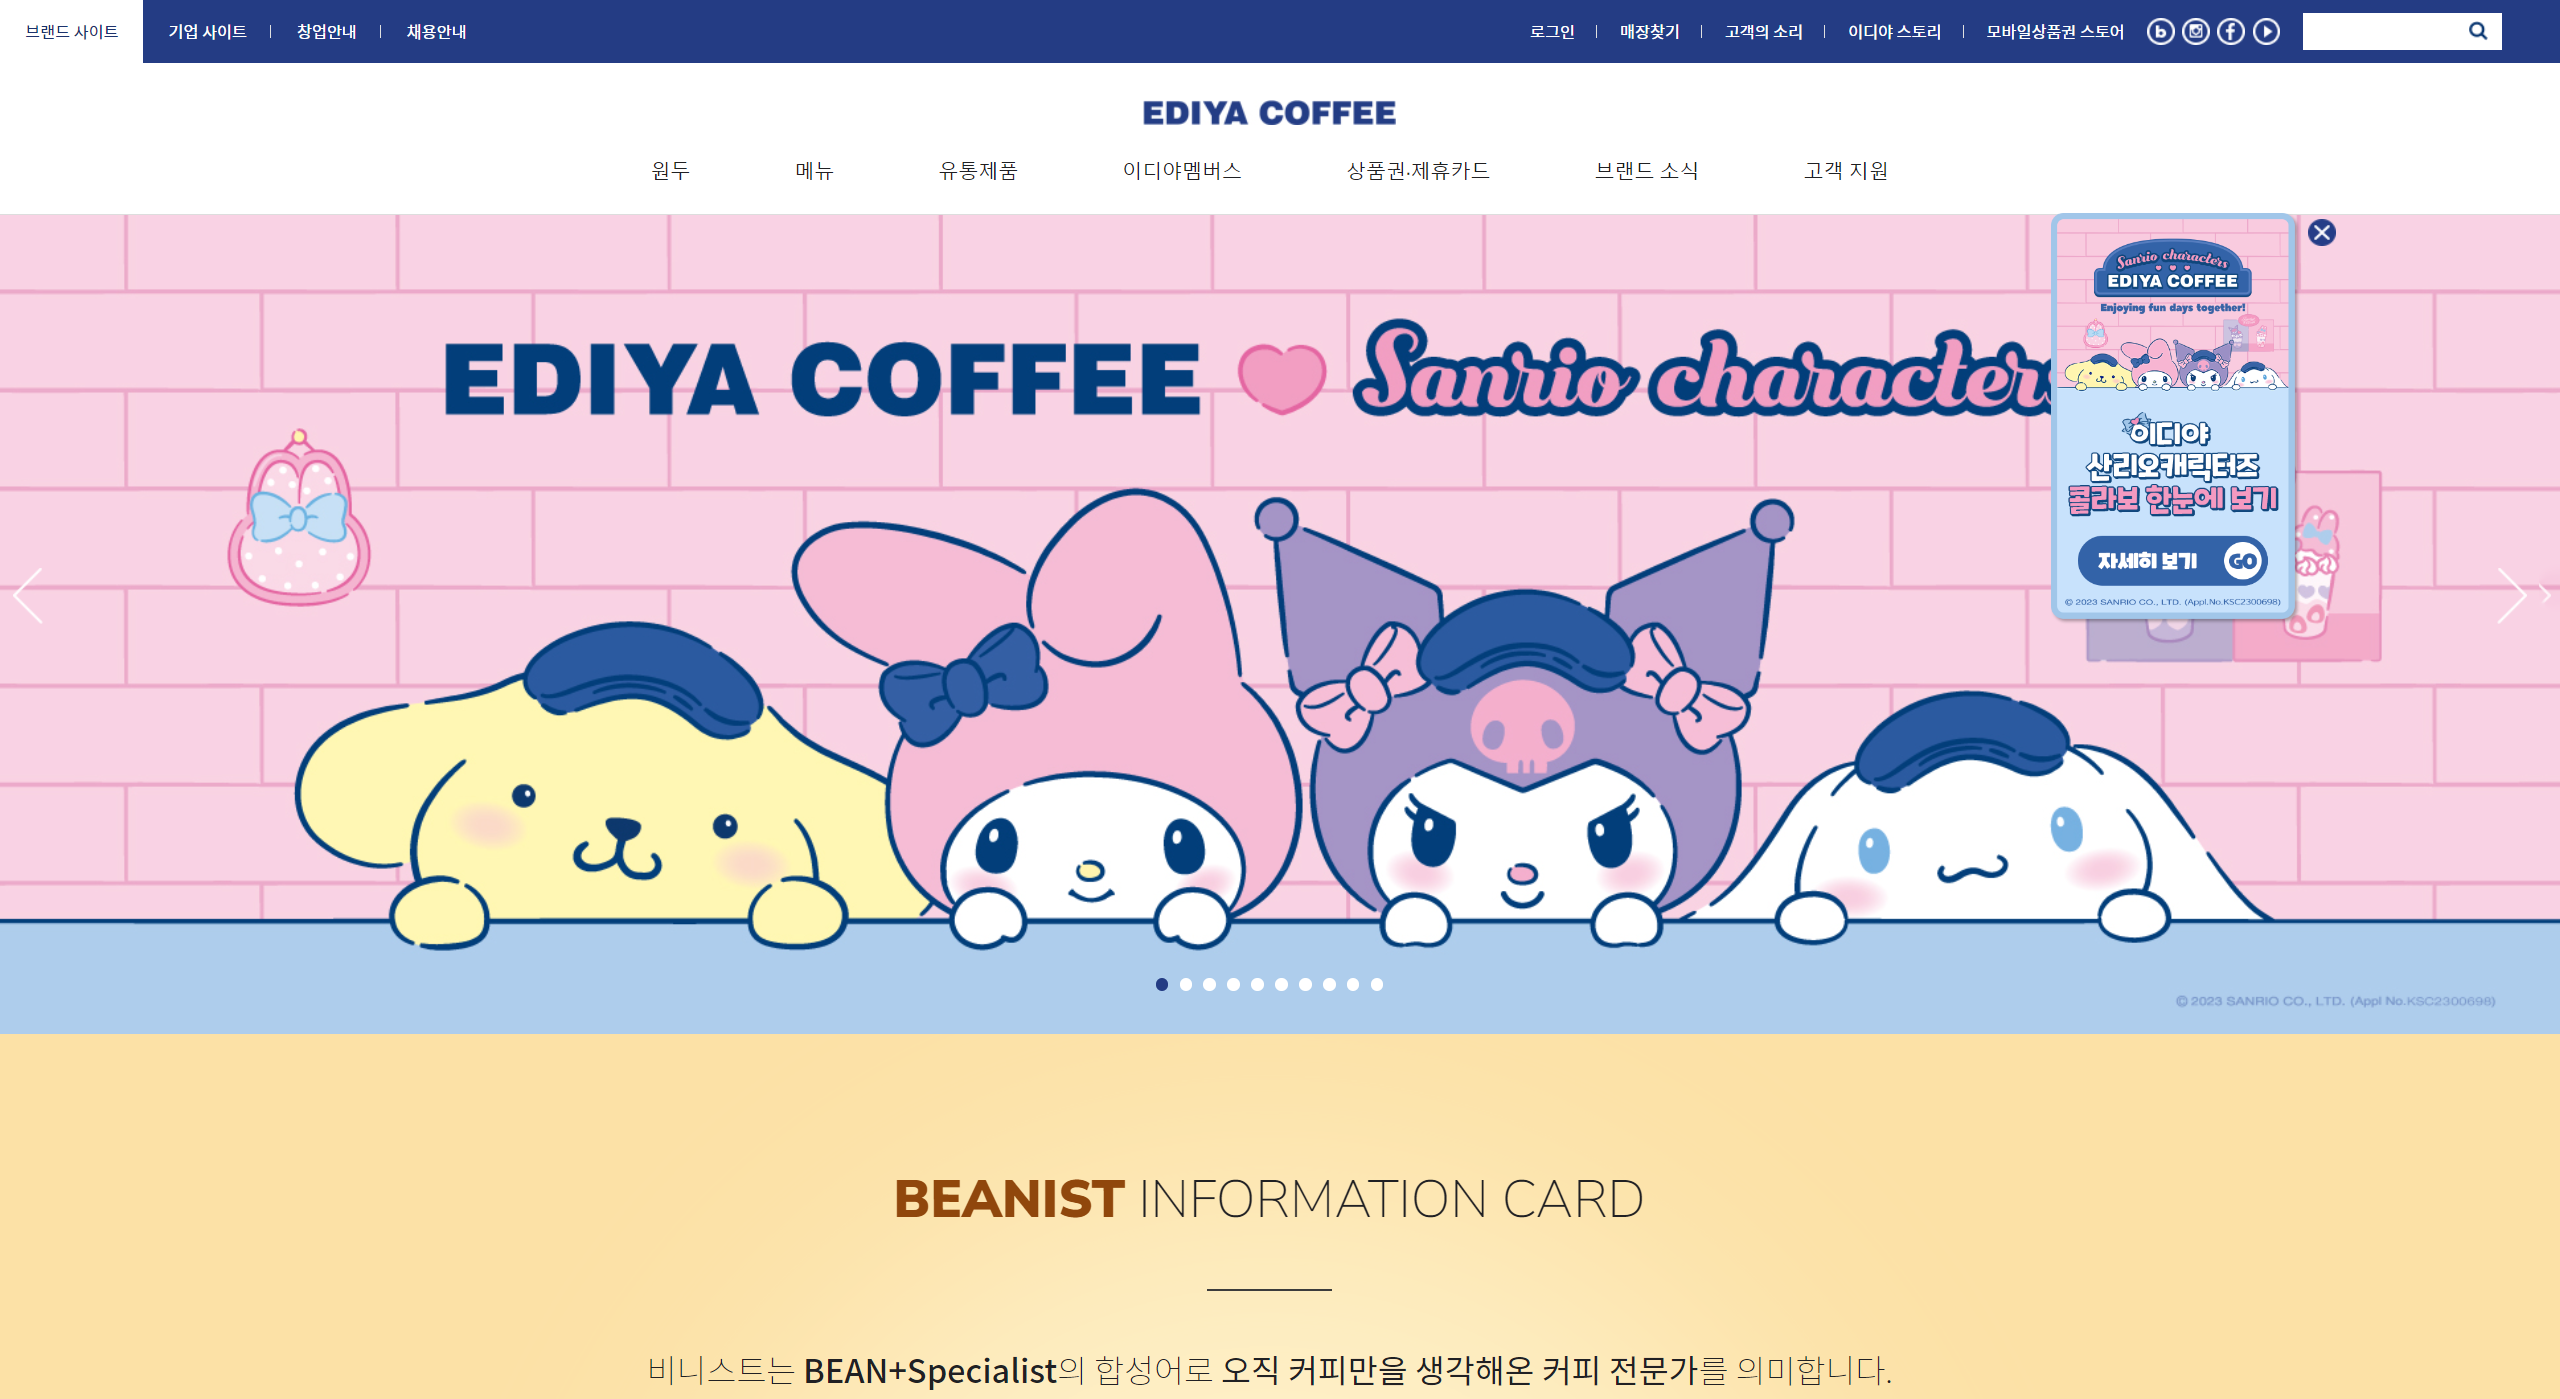 브랜드 사이트 기업 사이트 창업안내 채용안내 로그인 매장찾기 고객의 소리 이디야 스토리 모바일상품권 스토어
EDIYA COFFEE
원두 메뉴 유통제품 이디야멤버스 상품권·제휴카드 브랜드 소식 고객 지원
EDIYA COFFEE Sanrio characters
Sanrio characters
EDIYA COFFEE
Enjoying fun days together!
이디야
산리오캐릭터즈
콜라보 한눈에 보기
자세히 보기 GO
© 2023 SANRIO CO., LTD. (Appl.No.KSC2300698)
© 2023 SANRIO CO., LTD. (Appl No.KSC2300698)
BEANIST INFORMATION CARD
비니스트는 BEAN+Specialist의 합성어로 오직 커피만을 생각해온 커피 전문가를 의미합니다.